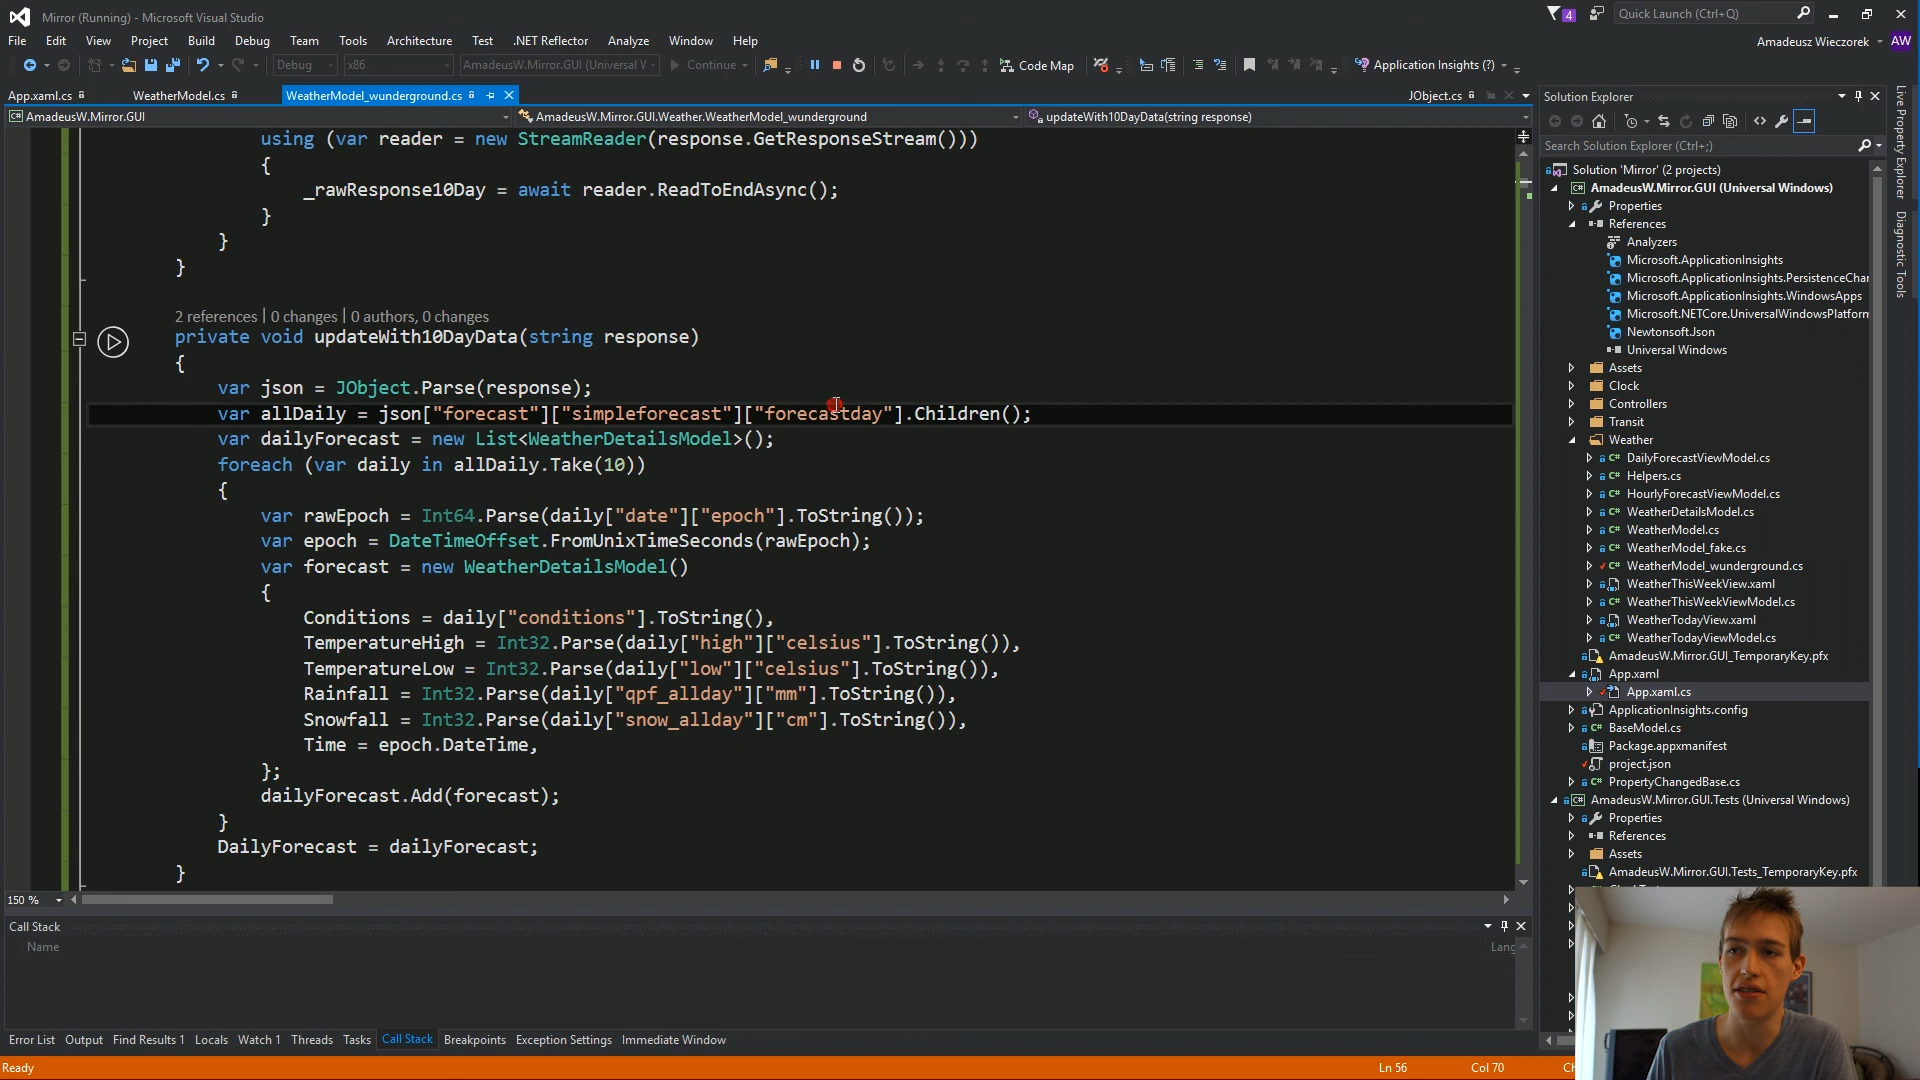 Mirror (Running) - Microsoft Visual Studio
4
Quick Launch (Ctrl+Q)
File Edit View Project Build Debug Team Tools Architecture Test .NET Reflector Analyze Window Help
Amadeusz Wieczorek AW
Debug x86 AmadeusW.Mirror.GUI (Universal Continue Code Map Application Insights (?)
App.xaml.cs WeatherModel.cs WeatherModel_wunderground.cs JObject.cs
AmadeusW.Mirror.GUI AmadeusW.Mirror.GUI.Weather.WeatherModel_wunderground updateWith10DayData(string response)
using (var reader = new StreamReader(response.GetResponseStream()))
{
_rawResponse10Day = await reader.ReadToEndAsync();
}
}
}
2 references | 0 changes | 0 authors, 0 changes
private void updateWith10DayData(string response)
{
var json = JObject.Parse(response);
var allDaily = json["forecast"]["simpleforecast"]["forecastday"].Children();
var dailyForecast = new List<WeatherDetailsModel>();
foreach (var daily in allDaily.Take(10))
{
var rawEpoch = Int64.Parse(daily["date"]["epoch"].ToString());
var epoch = DateTimeOffset.FromUnixTimeSeconds(rawEpoch);
var forecast = new WeatherDetailsModel()
{
Conditions = daily["conditions"].ToString(),
TemperatureHigh = Int32.Parse(daily["high"]["celsius"].ToString()),
TemperatureLow = Int32.Parse(daily["low"]["celsius"].ToString()),
Rainfall = Int32.Parse(daily["qpf_allday"]["mm"].ToString()),
Snowfall = Int32.Parse(daily["snow_allday"]["cm"].ToString()),
Time = epoch.DateTime,
};
dailyForecast.Add(forecast);
}
DailyForecast = dailyForecast;
}
150 %
Call Stack
Name Lang
Error List Output Find Results 1 Locals Watch 1 Threads Tasks Call Stack Breakpoints Exception Settings Immediate Window
Ready Ln 56 Col 70
Solution Explorer
Search Solution Explorer (Ctrl+;)
Solution 'Mirror' (2 projects)
AmadeusW.Mirror.GUI (Universal Windows)
Properties
References
Analyzers
Microsoft.ApplicationInsights
Microsoft.ApplicationInsights.PersistenceChan
Microsoft.ApplicationInsights.WindowsApps
Microsoft.NETCore.UniversalWindowsPlatform
Newtonsoft.Json
Universal Windows
Assets
Clock
Controllers
Transit
Weather
DailyForecastViewModel.cs
Helpers.cs
HourlyForecastViewModel.cs
WeatherDetailsModel.cs
WeatherModel.cs
WeatherModel_fake.cs
WeatherModel_wunderground.cs
WeatherThisWeekView.xaml
WeatherThisWeekViewModel.cs
WeatherTodayView.xaml
WeatherTodayViewModel.cs
AmadeusW.Mirror.GUI_TemporaryKey.pfx
App.xaml
App.xaml.cs
ApplicationInsights.config
BaseModel.cs
Package.appxmanifest
project.json
PropertyChangedBase.cs
AmadeusW.Mirror.GUI.Tests (Universal Windows)
Properties
References
Assets
AmadeusW.Mirror.GUI.Tests_TemporaryKey.pfx
Live Property Explorer
Diagnostic Tools